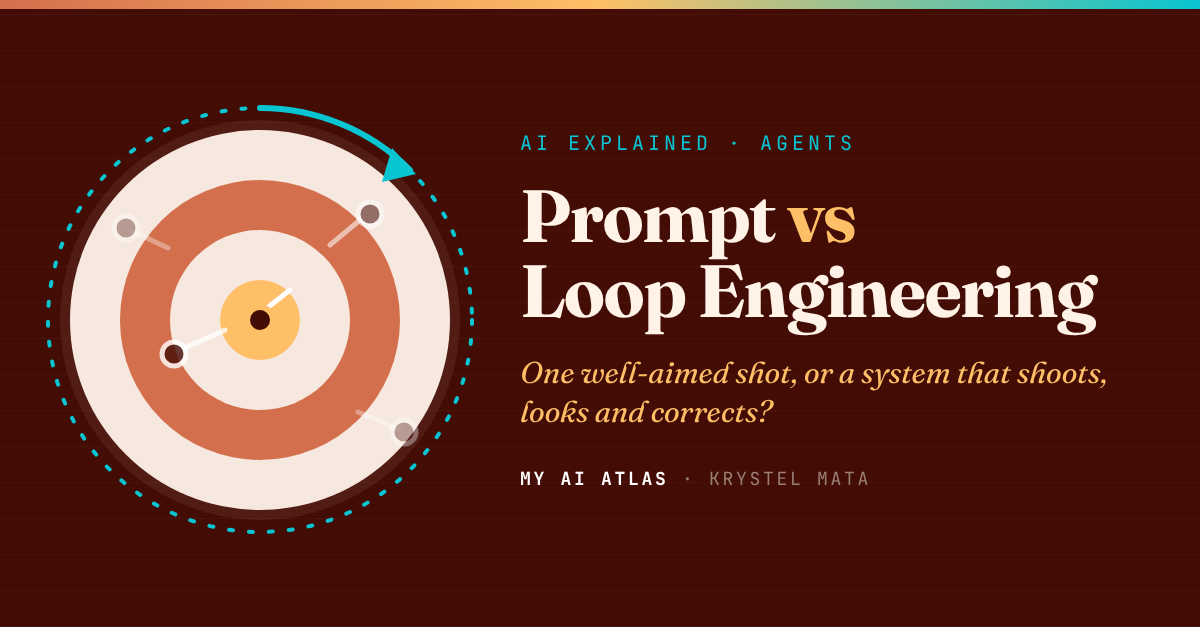 AI EXPLAINED · AGENTS
Prompt vs
Loop Engineering
One well-aimed shot, or a system that shoots,
looks and corrects?
MY AI ATLAS · KRYSTEL MATA